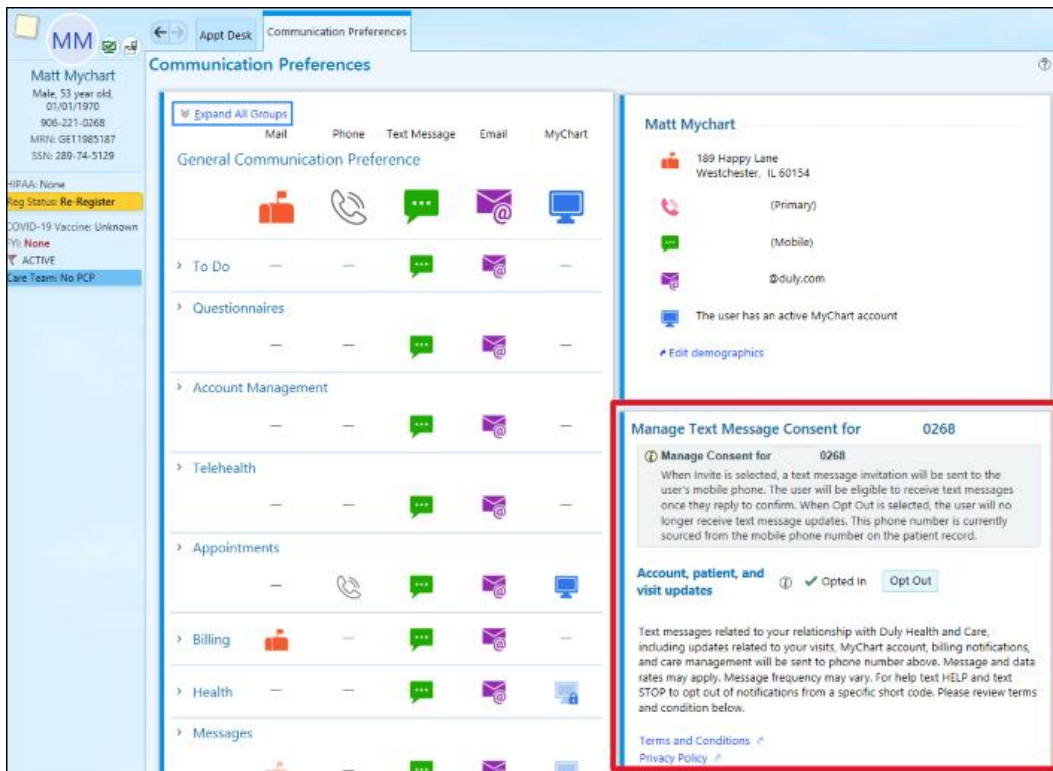 MM
Matt Mychart
Male, 53 year old,
01/01/1970
906-221-0268
MRN: GE11985187
SSN: 289-74-5129
HIPAA: None
Reg Status: Re-Register
COVID-19 Vaccine: Unknown
FYI: None
ACTIVE
Care Team: No PCP
Appt Desk
Communication Preferences
Communication Preferences
Expand All Groups
Mail Phone Text Message Email MyChart
General Communication Preference
To Do
Questionnaires
Account Management
Telehealth
Appointments
Billing
Health
Messages
Matt Mychart
189 Happy Lane
Westchester, IL 60154
(Primary)
(Mobile)
@duly.com
The user has an active MyChart account
Edit demographics
Manage Text Message Consent for 0268
Manage Consent for 0268
When Invite is selected, a text message invitation will be sent to the
user's mobile phone. The user will be eligible to receive text messages
once they reply to confirm. When Opt Out is selected, the user will no
longer receive text message updates. This phone number is currently
sourced from the mobile phone number on the patient record.
Account, patient, and
visit updates
Opted In
Opt Out
Text messages related to your relationship with Duly Health and Care,
including updates related to your visits, MyChart account, billing notifications,
and care management will be sent to phone number above. Message and data
rates may apply. Message frequency may vary. For help text HELP and text
STOP to opt out of notifications from a specific short code. Please review terms
and condition below.
Terms and Conditions
Privacy Policy